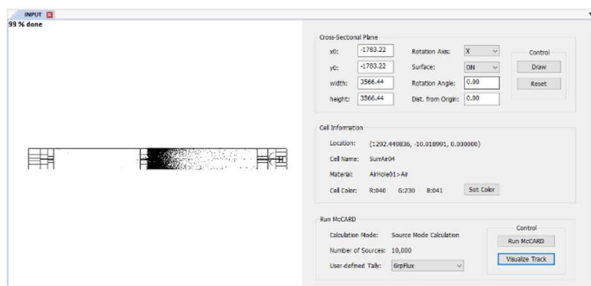 INPUT
99 % done
Cross-Sectional Plane
x0: -1783.22 Rotation Axis: X Control
y0: -1783.22 Surface: ON Draw
width: 3566.44 Rotation Angle: 0.00 Reset
height: 3566.44 Dist. from Origin: 0.00
Cell Information
Location: (1292.449836, -10.018991, 0.000000)
Cell Name: SumAir04
Material: AirHole01>Air
Cell Color: R:040 G:230 B:041 Set Color
Run McCARD
Calculation Mode: Source Mode Calculation Control
Number of Sources: 10,000 Run McCARD
User-defined Tally: GrpFlux Visualize Track